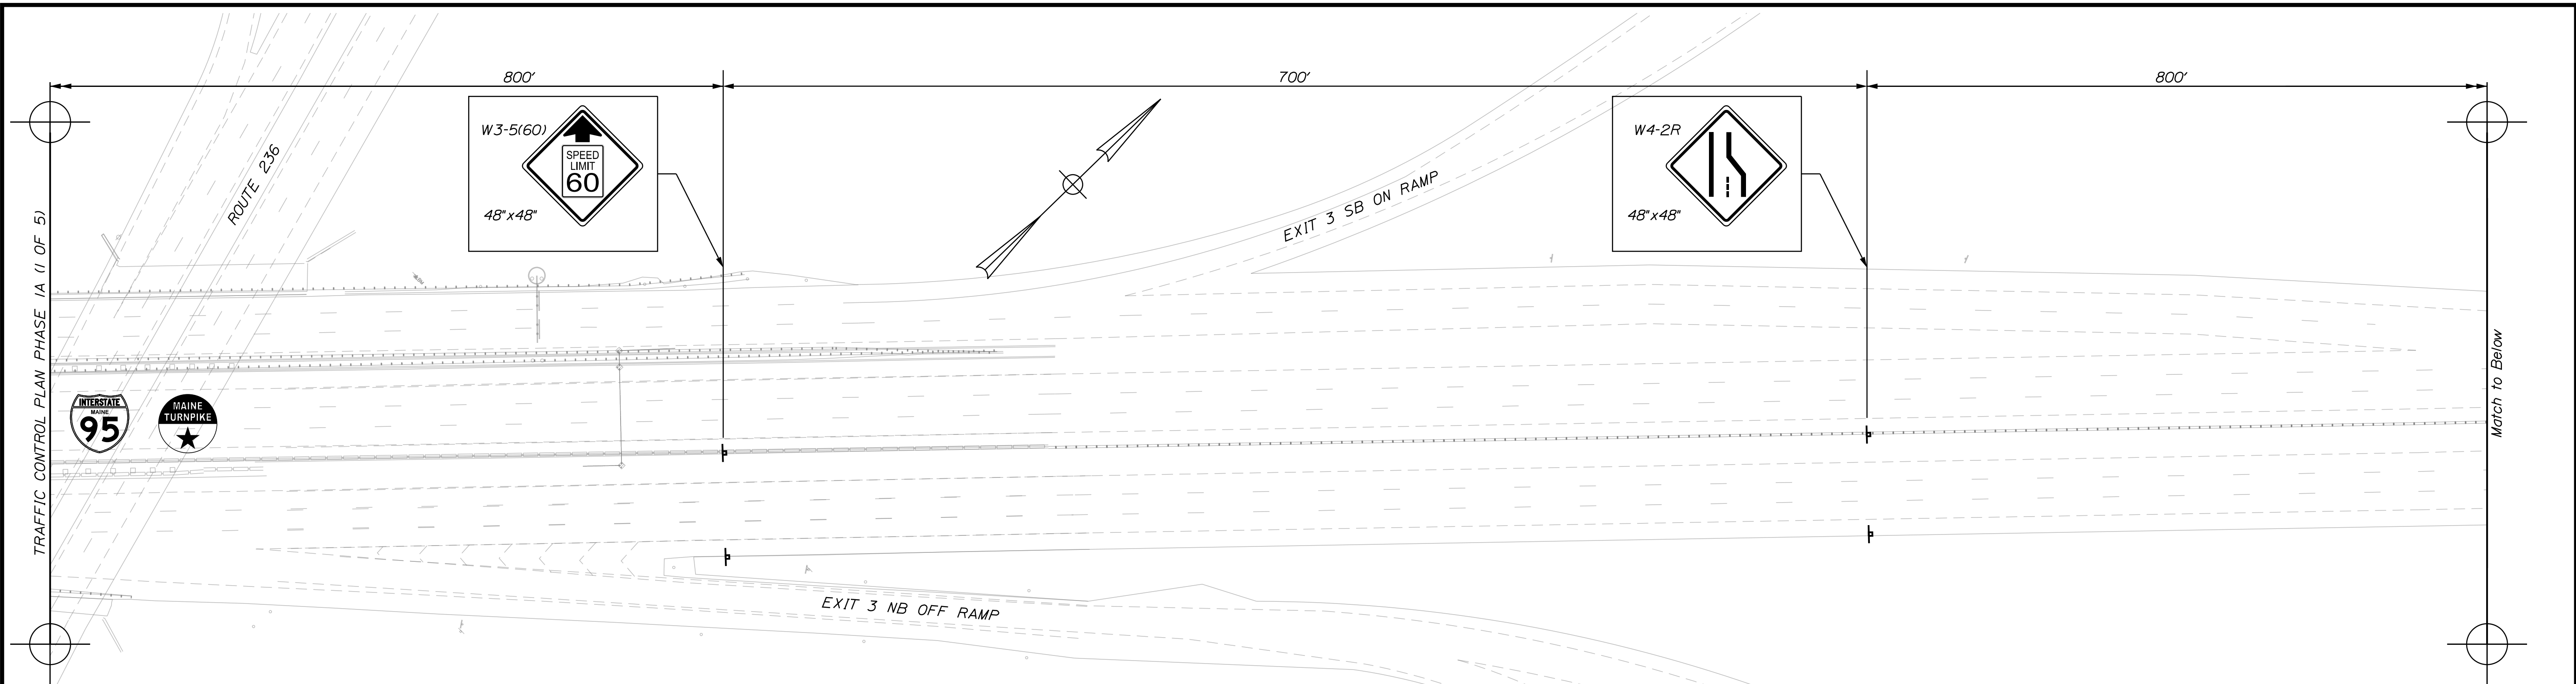 800' 700' 800'
W3-5(60)
SPEED
LIMIT
60
48"x48"
W4-2R
48"x48"
ROUTE 236
EXIT 3 SB ON RAMP
TRAFFIC CONTROL PLAN PHASE 1A (1 OF 5)
INTERSTATE
MAINE
95
MAINE
TURNPIKE
EXIT 3 NB OFF RAMP
Match to Below